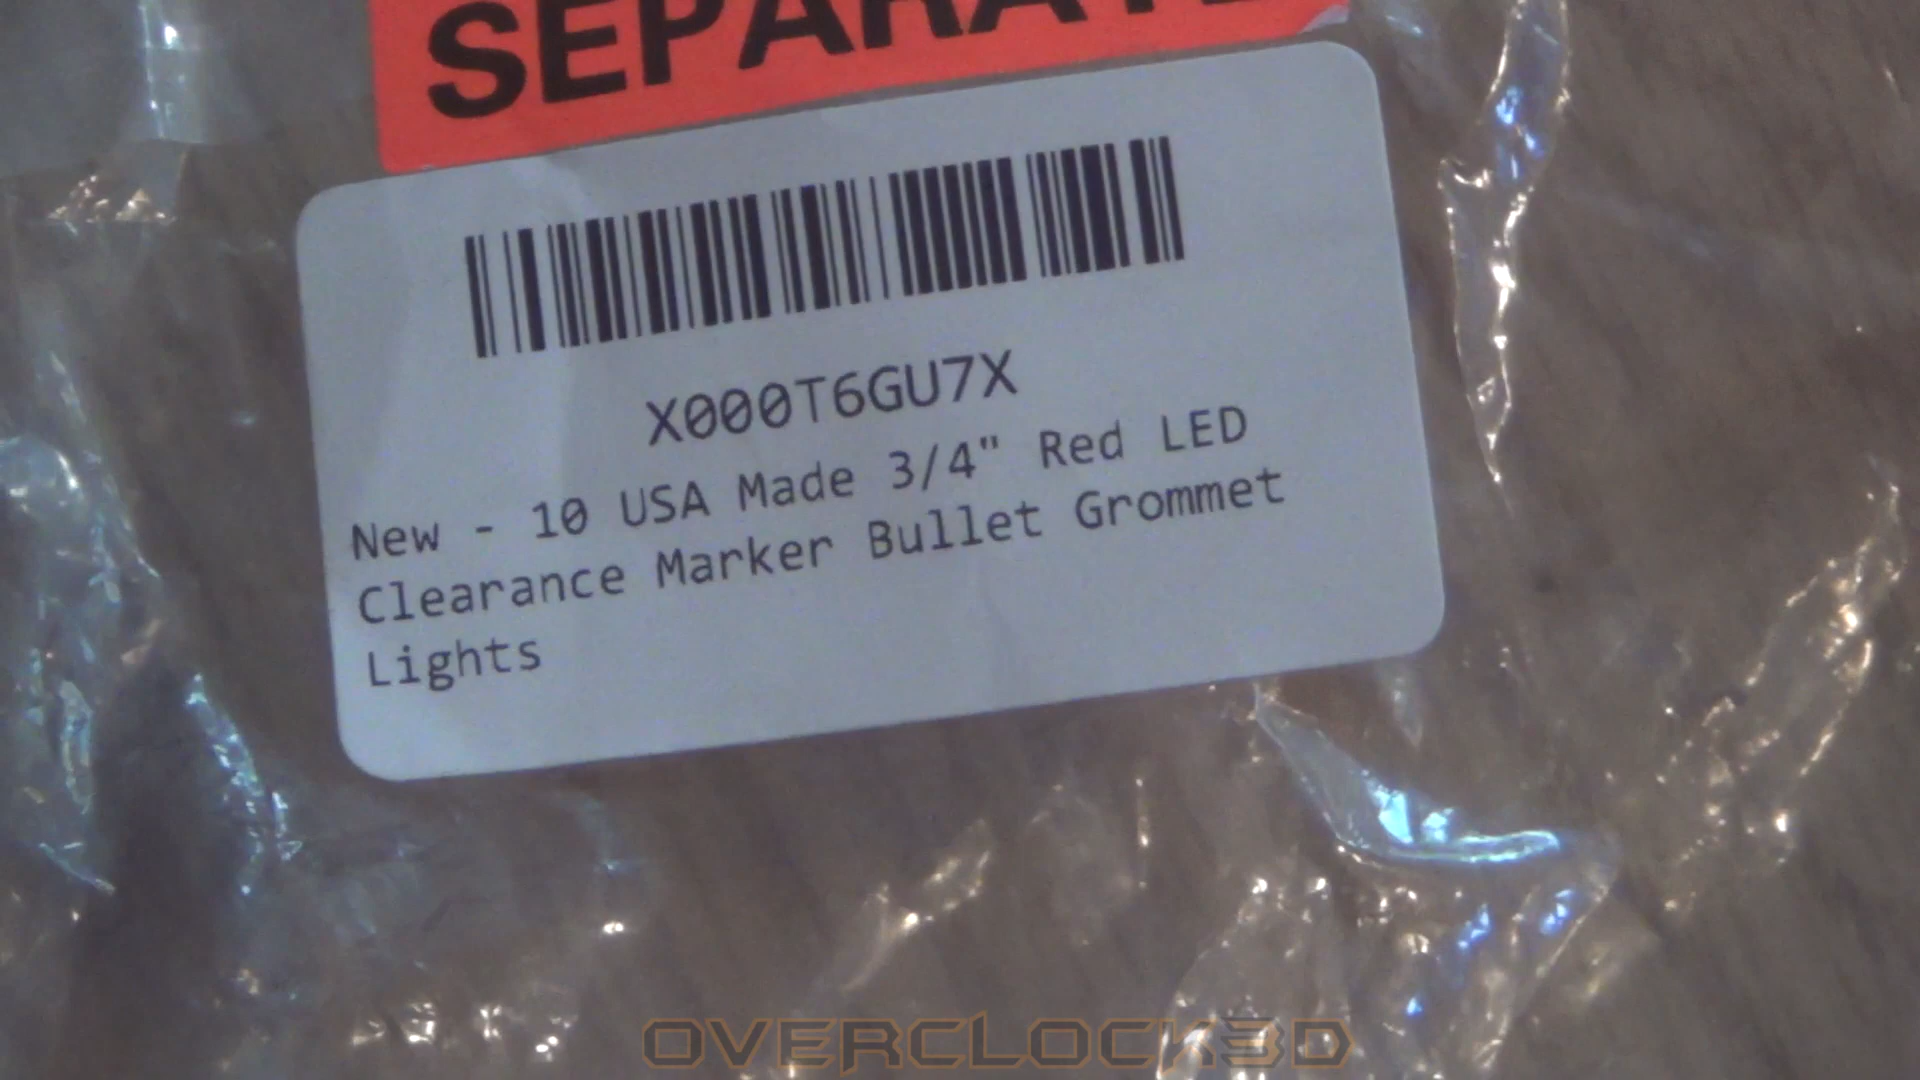 SEPARATE
X000T6GU7X
New - 10 USA Made 3/4" Red LED
Clearance Marker Bullet Grommet
Lights
OVERCLOCK3D